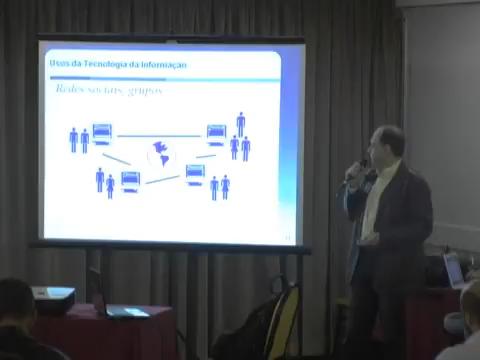 Usos da Tecnologia da Informação
Redes sociais, grupos